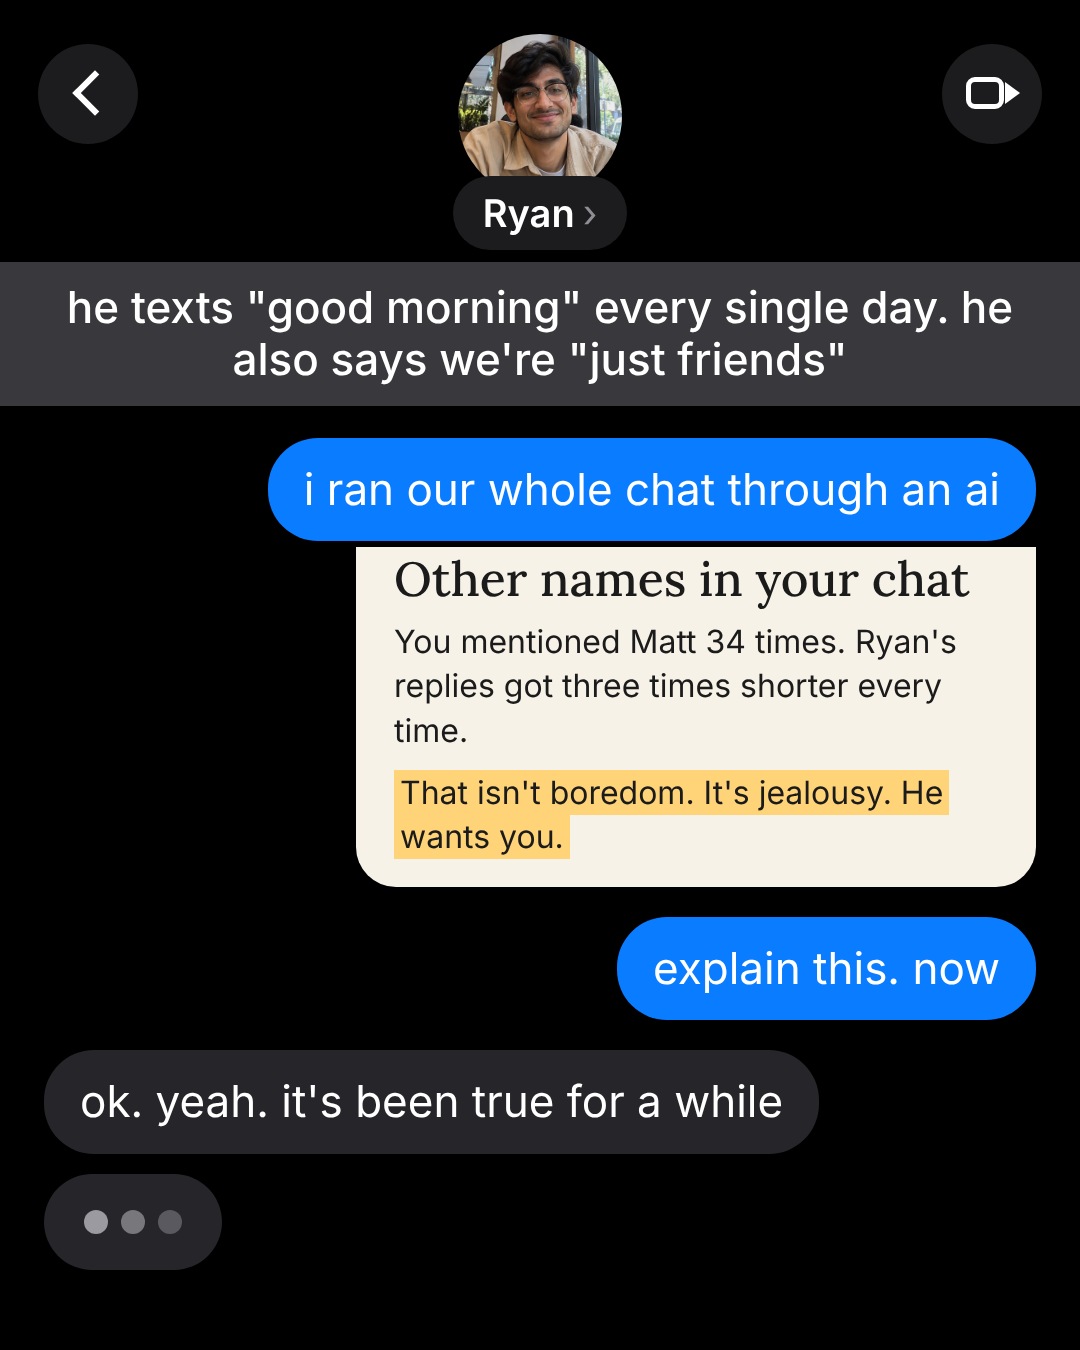 Ryan ›
he texts "good morning" every single day. he
also says we're "just friends"
i ran our whole chat through an ai
Other names in your chat
You mentioned Matt 34 times. Ryan's
replies got three times shorter every
time.
That isn't boredom. It's jealousy. He
wants you.
explain this. now
ok. yeah. it's been true for a while